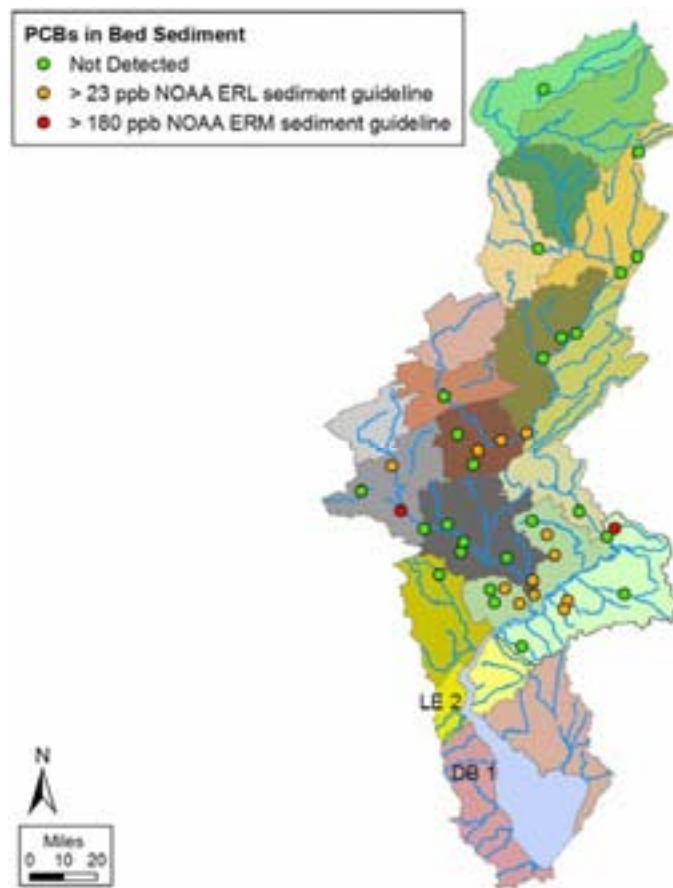 PCBs in Bed Sediment
Not Detected
> 23 ppb NOAA ERL sediment guideline
> 180 ppb NOAA ERM sediment guideline
LE 2
DB 1
N
Miles
0 10 20